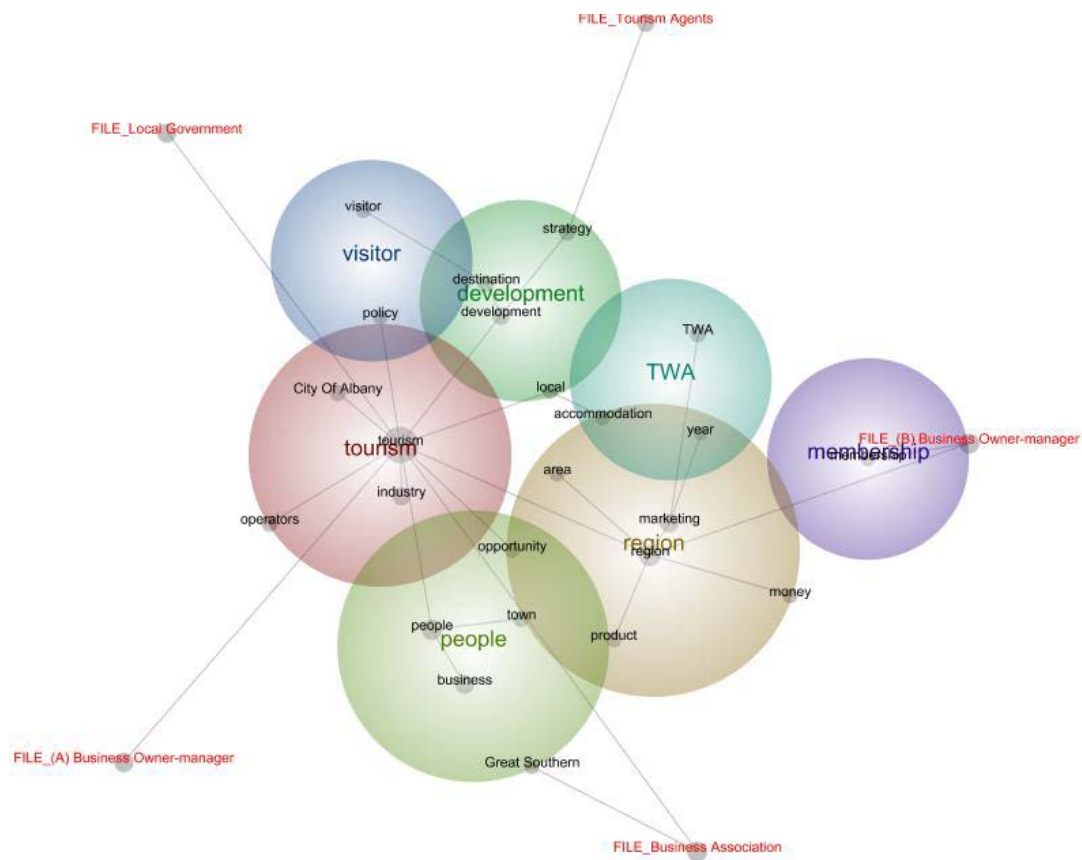 FILE_Tourism Agents
FILE_Local Government
visitor
strategy
visitor
destination
development
policy
development
TWA
TWA
City Of Albany
local
accommodation
year
tourism
tourism
FILE_(B) Business Owner-manager
membership
membership
area
industry
operators
marketing
region
opportunity
region
money
town
people
product
people
business
FILE_(A) Business Owner-manager
Great Southern
FILE_Business Association